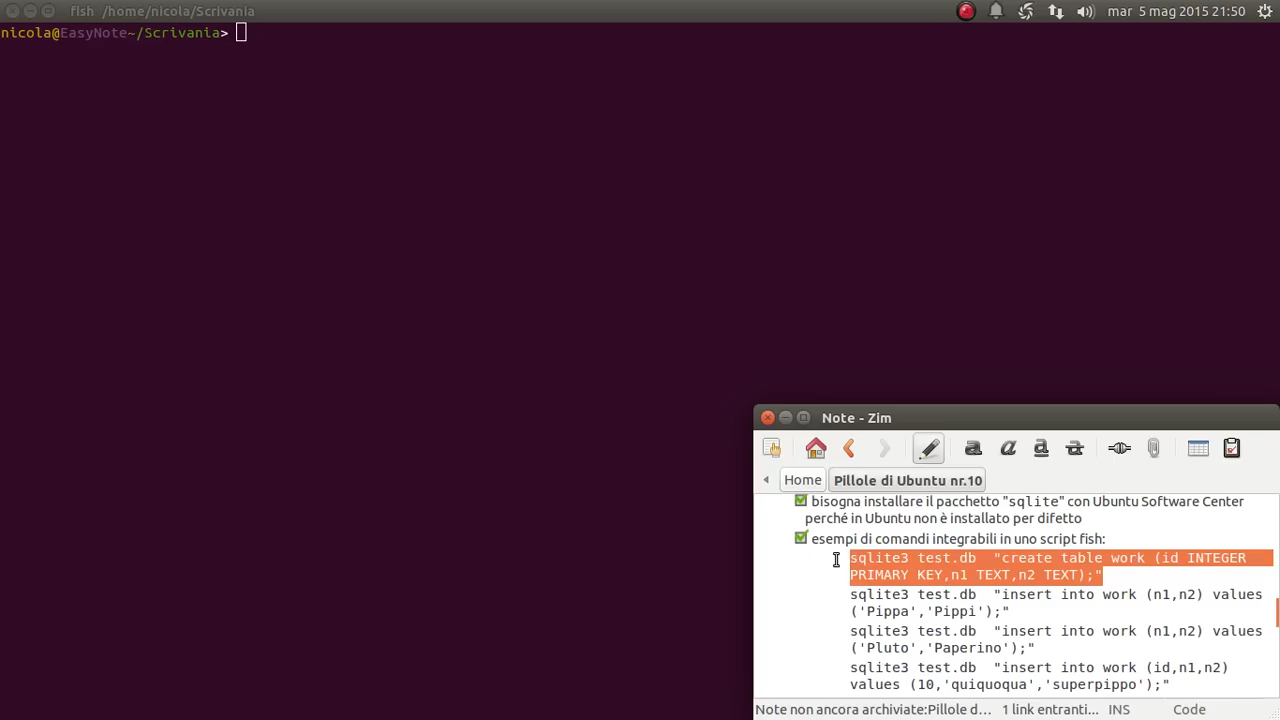 fish /home/nicola/Scrivania
mar 5 mag 2015 21:50
nicola@EasyNote~/Scrivania>
Note - Zim
a a a a
Home
Pillole di Ubuntu nr.10
bisogna installare il pacchetto "sqlite" con Ubuntu Software Center
perché in Ubuntu non è installato per difetto
esempi di comandi integrabili in uno script fish:
sqlite3 test.db  "create table work (id INTEGER
PRIMARY KEY,n1 TEXT,n2 TEXT);"
sqlite3 test.db  "insert into work (n1,n2) values
('Pippa','Pippi');"
sqlite3 test.db  "insert into work (n1,n2) values
('Pluto','Paperino');"
sqlite3 test.db  "insert into work (id,n1,n2)
values (10,'quiquoqua','superpippo');"
Note non ancora archiviate:Pillole d...
1 link entranti...
INS
Code